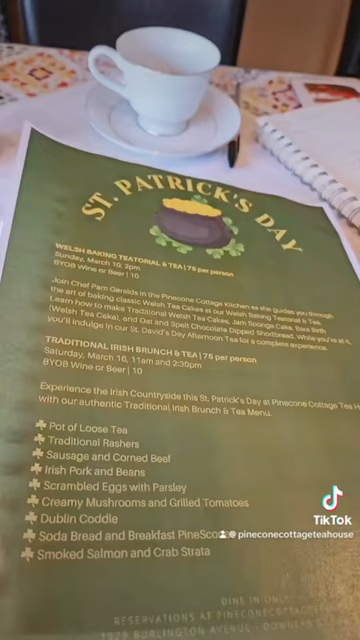 ST. PATRICK'S DAY
WELSH BAKING TEATORIAL & TEA | 75 per person
Sunday, March 10, 2pm
BYOB Wine or Beer | 10
Join Chef Pam Geralds in the Pinecone Cottage Kitchen as she guides you through
the art of baking classic Welsh Tea Cakes at our Welsh Baking Teatorial & Tea.
Learn how to make Traditional Welsh Tea Cakes, Jam Sponge Cake, Bara Brith
(Welsh Tea Cake), and Oat and Spelt Chocolate Dipped Shortbread. While you're at it,
you'll indulge in our St. David's Day Afternoon Tea for a complete experience.
TRADITIONAL IRISH BRUNCH & TEA | 75 per person
Saturday, March 16, 11am and 2:30pm
BYOB Wine or Beer | 10
Experience the Irish Countryside this St. Patrick's Day at Pinecone Cottage Tea H
with our authentic Traditional Irish Brunch & Tea Menu.
Pot of Loose Tea
Traditional Rashers
Sausage and Corned Beef
Irish Pork and Beans
Scrambled Eggs with Parsley
Creamy Mushrooms and Grilled Tomatoes
Dublin Coddle
Soda Bread and Breakfast PineSco
Smoked Salmon and Crab Strata
TikTok
@ pineconecottageteahouse
DINE IN ONLY
RESERVATIONS AT PINECONECOTTAGETE
1929 BURLINGTON AVENUE - DOWNERS G